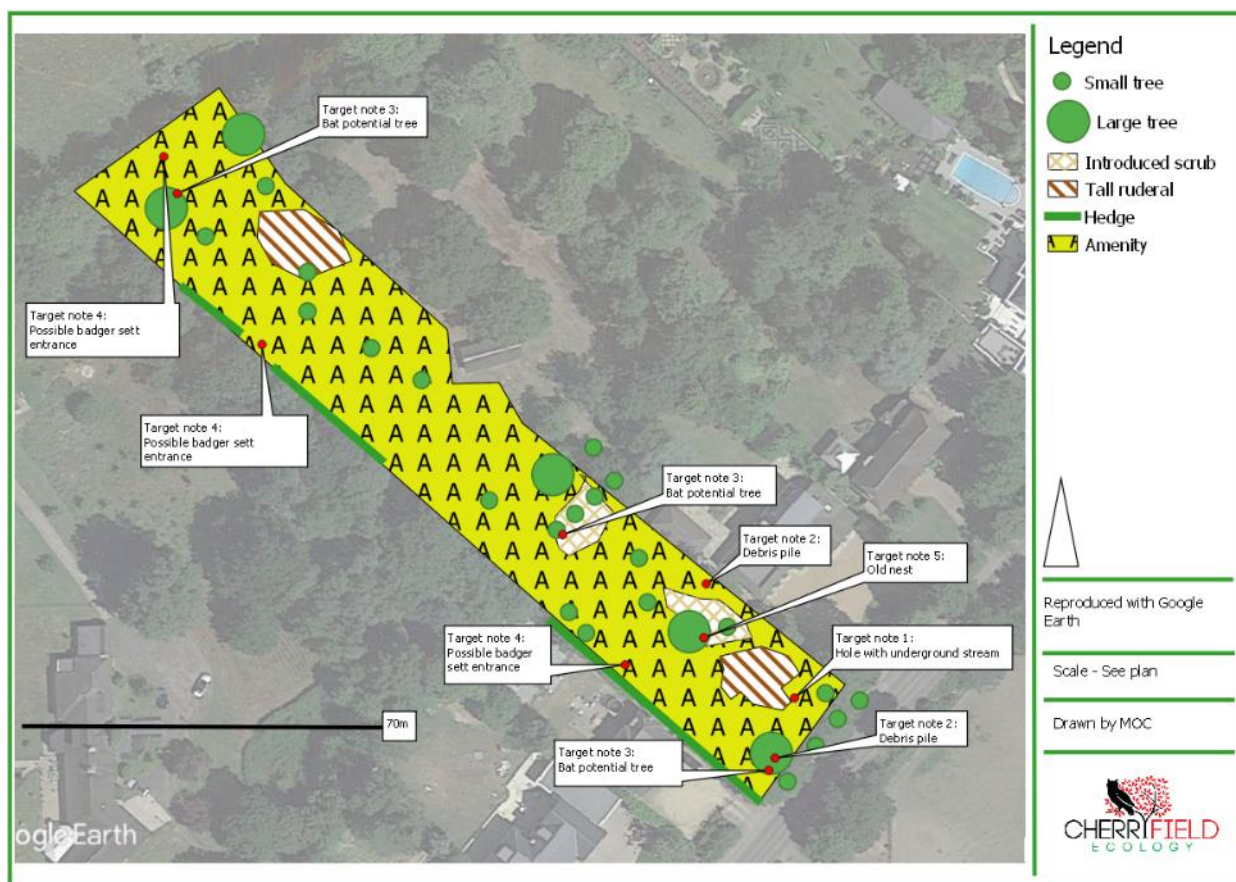 Legend
Small tree
Large tree
Introduced scrub
Tall ruderal
Hedge
Amenity
Target note 3:
Bat potential tree
Target note 4:
Possible badger sett
entrance
Target note 4:
Possible badger sett
entrance
Target note 3:
Bat potential tree
Target note 2:
Debris pile
Target note 5:
Old nest
Target note 4:
Possible badger
sett entrance
Target note 1:
Hole with underground stream
Target note 2:
Debris pile
Target note 3:
Bat potential tree
70m
ogle Earth
Reproduced with Google
Earth
Scale - See plan
Drawn by MOC
CHERRYFIELD
ECOLOGY